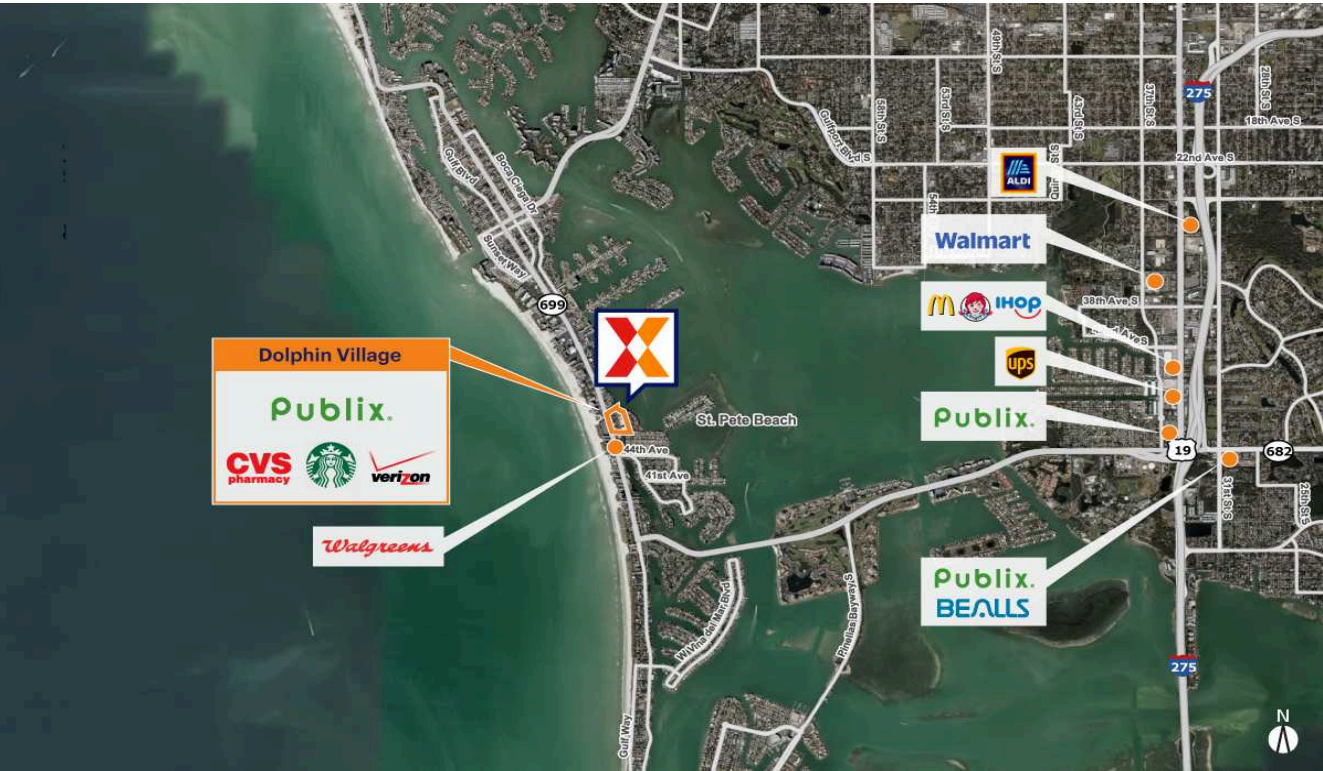 49th St S
28th St S
58th St S
53rd St S
43rd St S
37th St S
275
Gulfport Blvd S
18th Ave S
22nd Ave S
ALDI
Gulf Blvd
Boca Ciega Dr
Walmart
Sunset Way
699
38th Ave S
IHOP
ups
Dolphin Village
Publix.
CVS
pharmacy
verizon
St. Pete Beach
Publix.
44th Ave
41st Ave
19
682
31st St S
25th St S
Walgreens
Publix.
BEALLS
W Vina del Mar Blvd
Pinellas Bayway S
275
Gulf Way
N